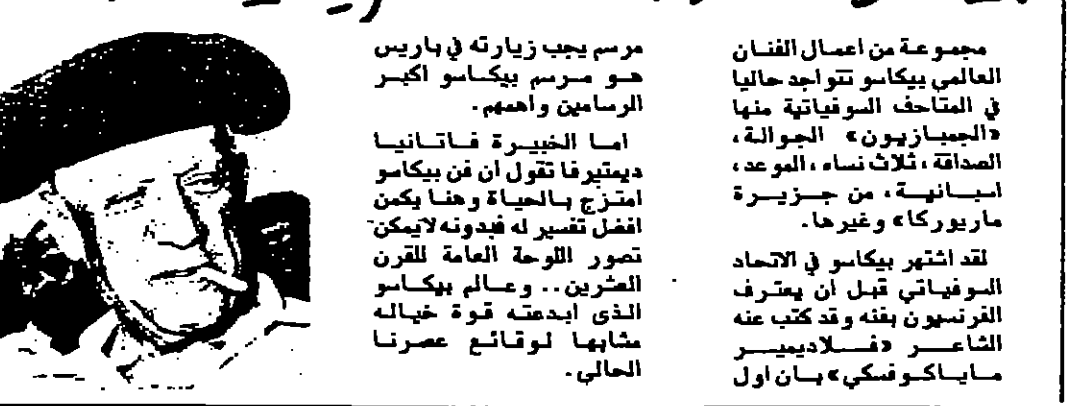 مجموعة من اعمال الفنان
العالمي بيكاسو تتواجد حاليا
في المتاحف السوفياتية منها
«الجمبازيون» الجوالة،
الصداقة، ثلاث نساء، الموعد،
اسبانية، من جزيرة
ماريوركا» وغيرها.
لقد اشتهر بيكاسو في الاتحاد
السوفياتي قبل ان يعترف
الفرنسيون بفنه وقد كتب عنه
الشاعر «فلاديمير
ماياكوفسكي» بان اول
مرسم يجب زيارته في باريس
هو مرسم بيكاسو اكبر
الرسامين واهمهم.
اما الخبيرة فاتانيا
ديمتيرفا تقول ان فن بيكاسو
امتزج بالحياة وهنا يكمن
افضل تفسير له فبدونه لايمكن
تصور اللوحة العامة للقرن
العشرين.. وعالم بيكاسو
الذى ابدعته قوة خياله
مشابها لوقائع عصرنا
الحالي.